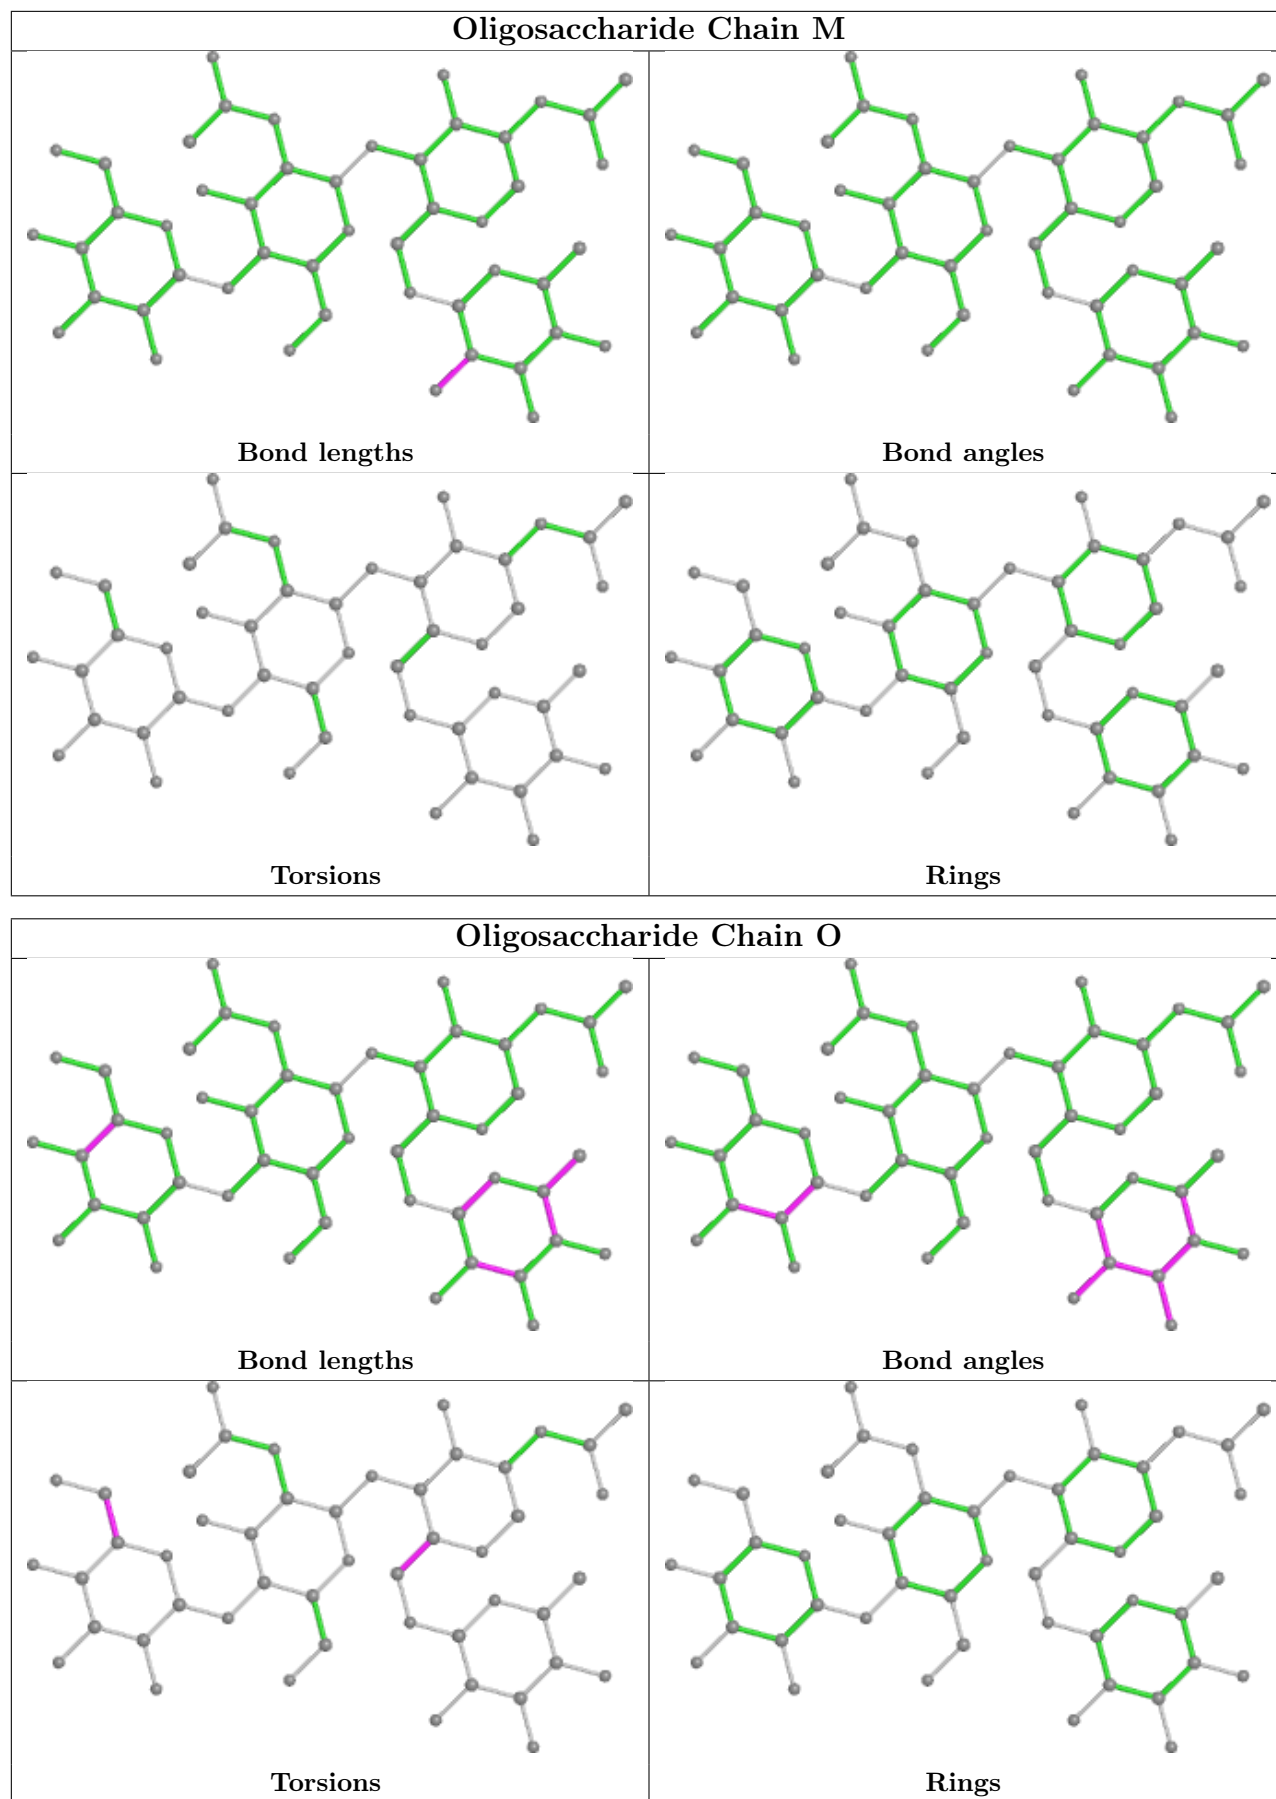 Oligosaccharide Chain M
Bond lengths Bond angles
Torsions Rings
Oligosaccharide Chain O
Bond lengths Bond angles
Torsions Rings